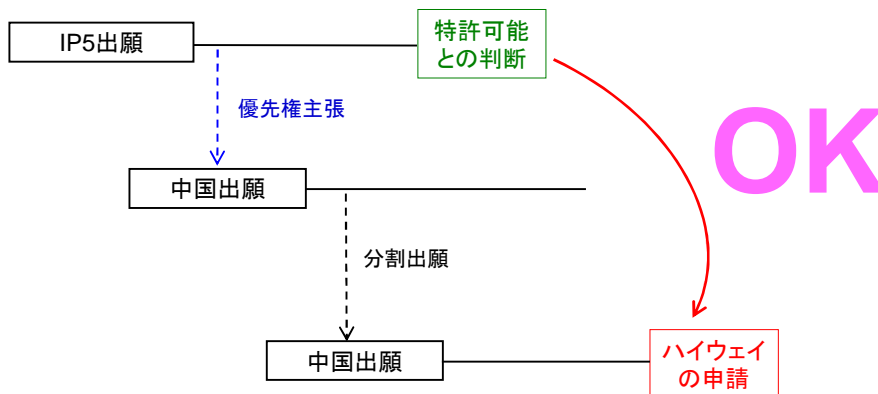 IP5出願
特許可能
との判断
優先権主張
OK
中国出願
分割出願
中国出願
ハイウェイ
の申請